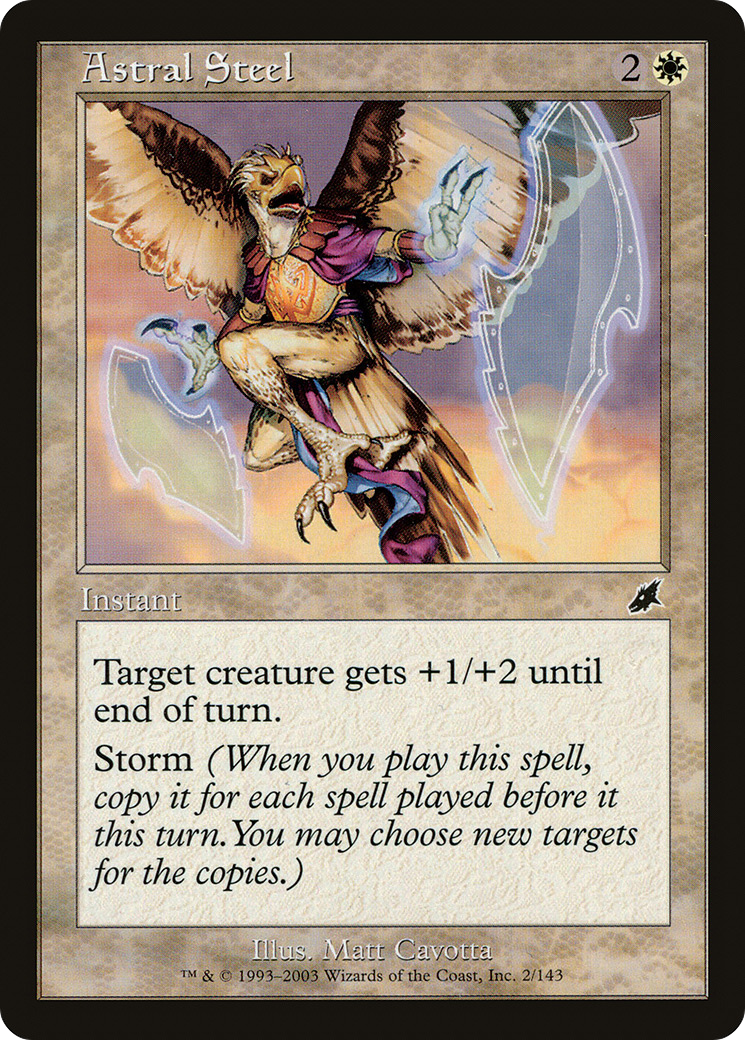 Astral Steel 2
Instant
Target creature gets +1/+2 until
end of turn.
Storm (When you play this spell,
copy it for each spell played before it
this turn. You may choose new targets
for the copies.)
Illus. Matt Cavotta
™ & © 1993–2003 Wizards of the Coast, Inc. 2/143